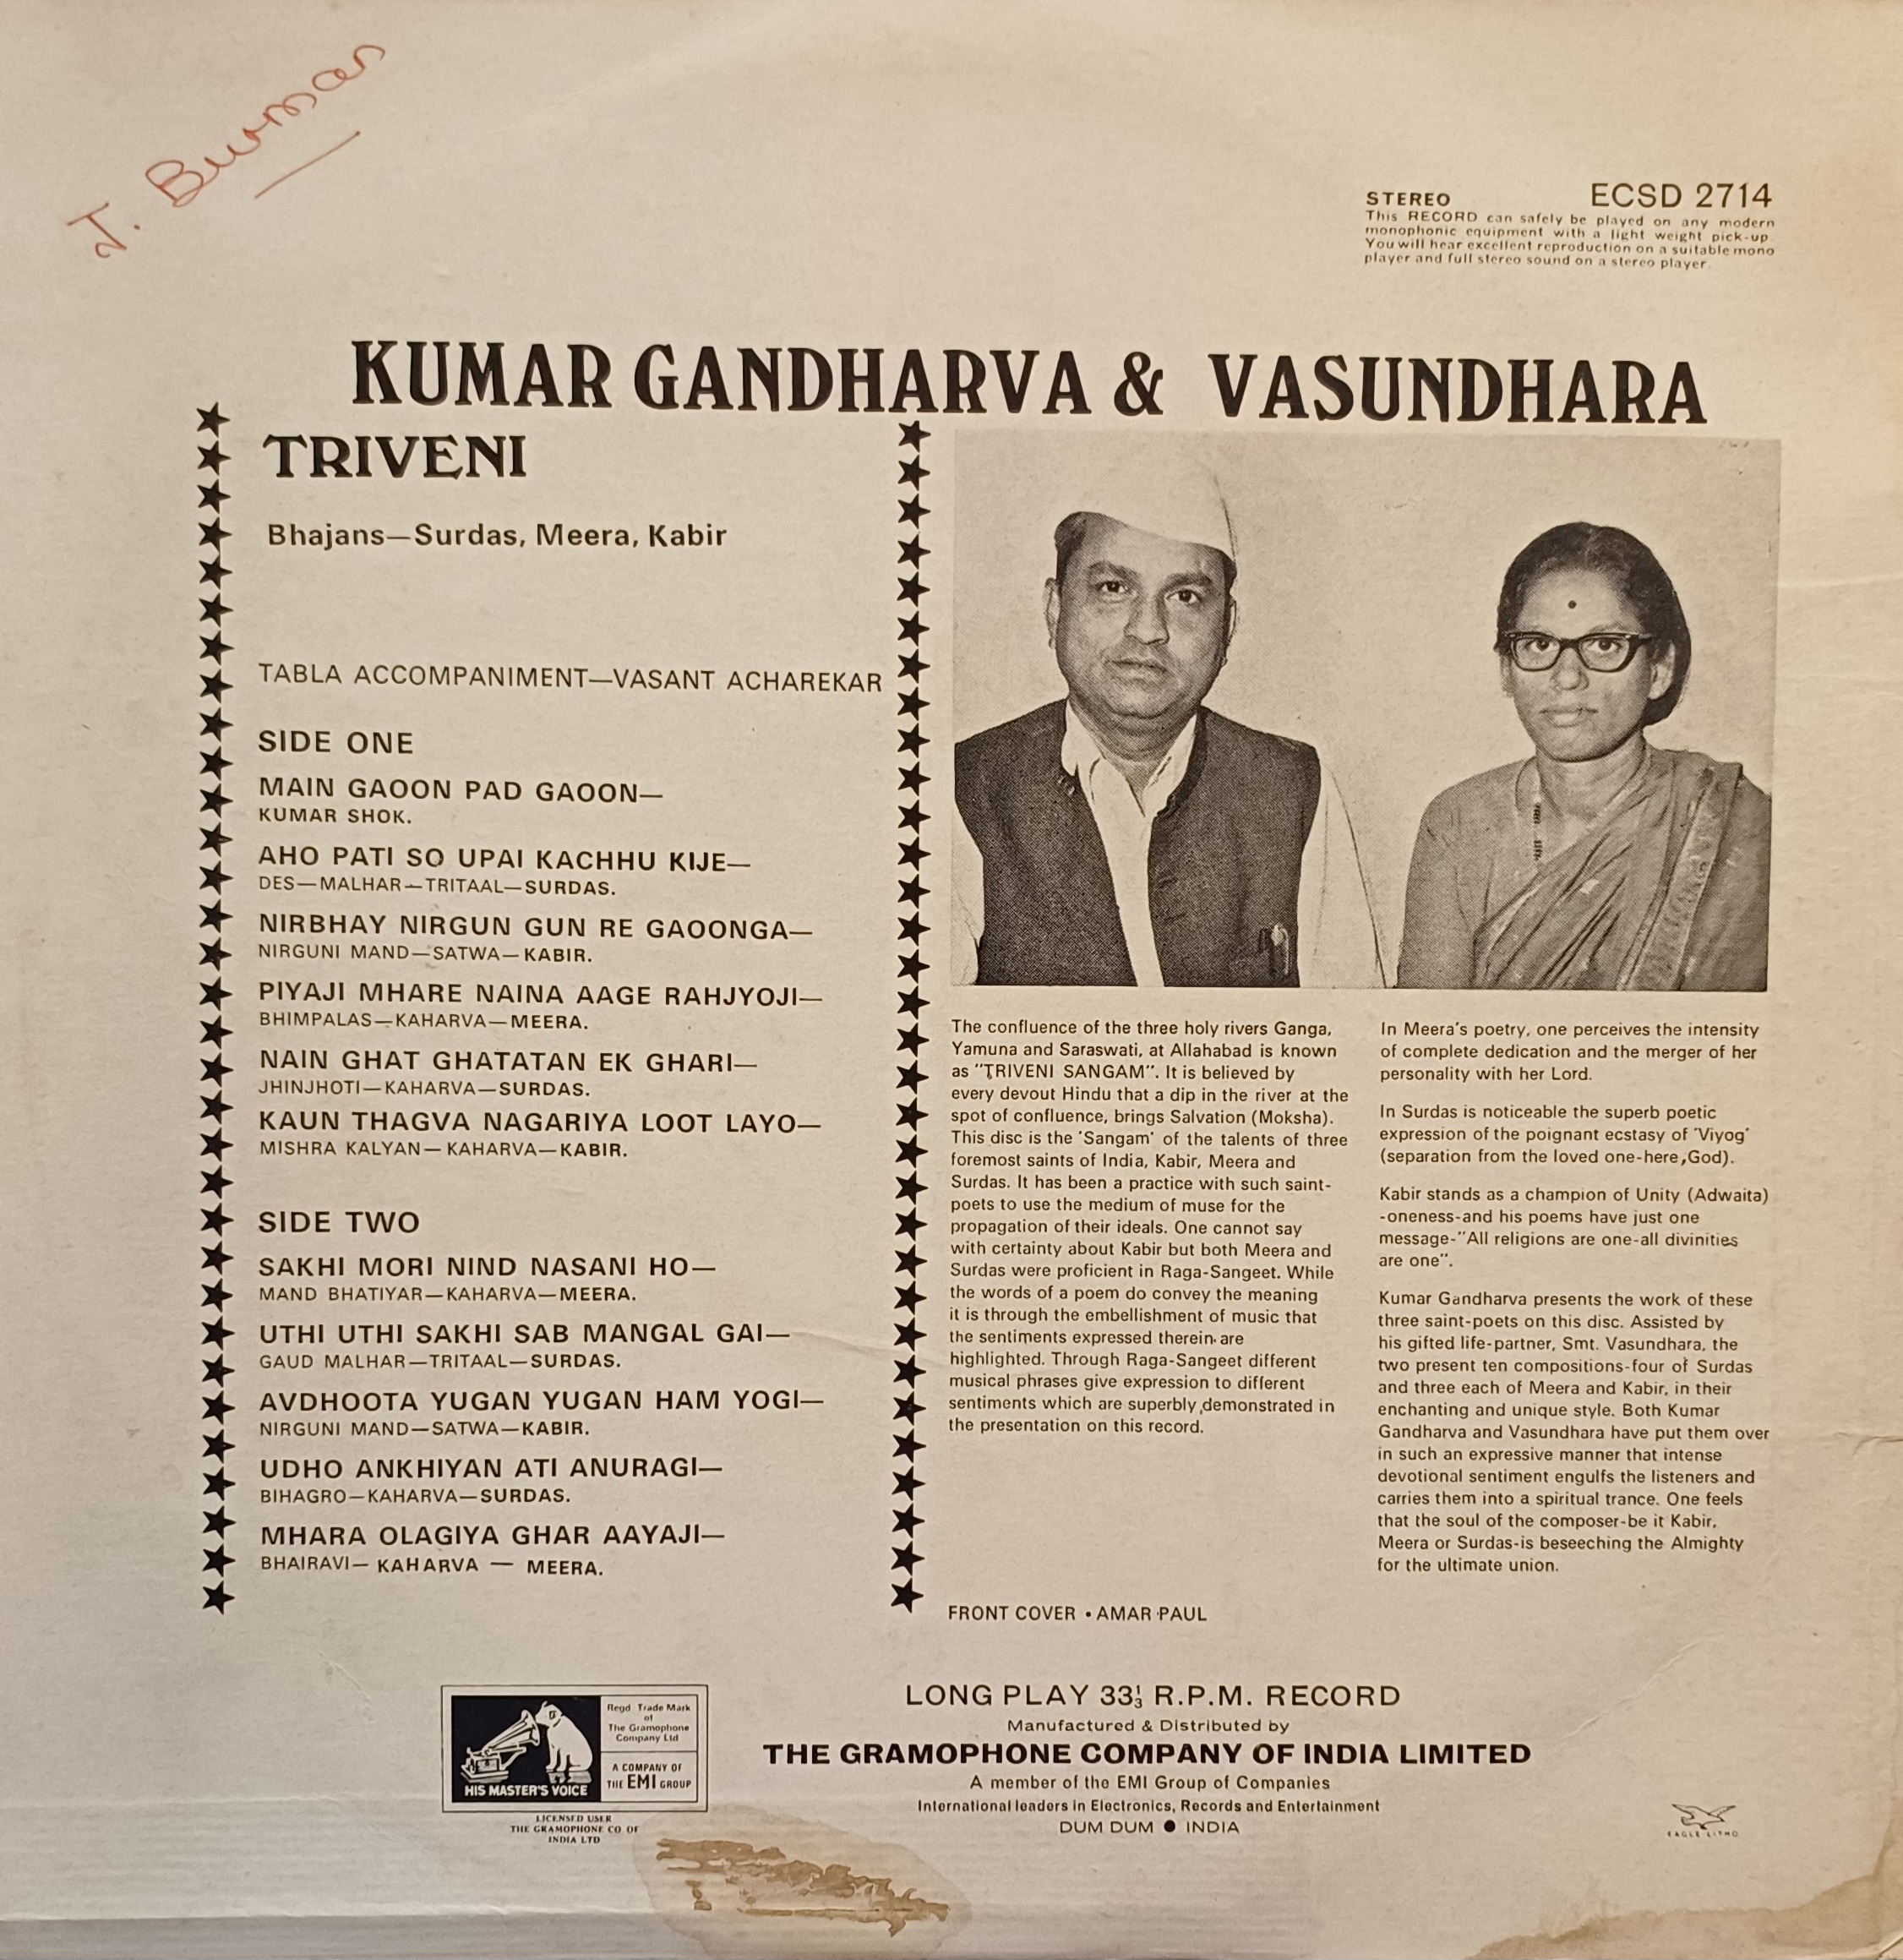 J. Burman
STEREO ECSD 2714
This RECORD can safely be played on any modern
monophonic equipment with a light weight pick-up.
You will hear excellent reproduction on a suitable mono
player and full stereo sound on a stereo player.
KUMAR GANDHARVA & VASUNDHARA
TRIVENI
Bhajans—Surdas, Meera, Kabir
TABLA ACCOMPANIMENT—VASANT ACHAREKAR
SIDE ONE
MAIN GAOON PAD GAOON—
KUMAR SHOK.
AHO PATI SO UPAI KACHHU KIJE—
DES—MALHAR—TRITAAL—SURDAS.
NIRBHAY NIRGUN GUN RE GAOONGA—
NIRGUNI MAND—SATWA—KABIR.
PIYAJI MHARE NAINA AAGE RAHJYOJI—
BHIMPALAS—KAHARVA—MEERA.
NAIN GHAT GHATATAN EK GHARI—
JHINJHOTI—KAHARVA—SURDAS.
KAUN THAGVA NAGARIYA LOOT LAYO—
MISHRA KALYAN—KAHARVA—KABIR.
SIDE TWO
SAKHI MORI NIND NASANI HO—
MAND BHATIYAR—KAHARVA—MEERA.
UTHI UTHI SAKHI SAB MANGAL GAI—
GAUD MALHAR—TRITAAL—SURDAS.
AVDHOOTA YUGAN YUGAN HAM YOGI—
NIRGUNI MAND—SATWA—KABIR.
UDHO ANKHIYAN ATI ANURAGI—
BIHAGRO—KAHARVA—SURDAS.
MHARA OLAGIYA GHAR AAYAJI—
BHAIRAVI— KAHARVA — MEERA.
The confluence of the three holy rivers Ganga,
Yamuna and Saraswati, at Allahabad is known
as "TRIVENI SANGAM". It is believed by
every devout Hindu that a dip in the river at the
spot of confluence, brings Salvation (Moksha).
This disc is the 'Sangam' of the talents of three
foremost saints of India, Kabir, Meera and
Surdas. It has been a practice with such saint-
poets to use the medium of muse for the
propagation of their ideals. One cannot say
with certainty about Kabir but both Meera and
Surdas were proficient in Raga-Sangeet. While
the words of a poem do convey the meaning
it is through the embellishment of music that
the sentiments expressed therein are
highlighted. Through Raga-Sangeet different
musical phrases give expression to different
sentiments which are superbly demonstrated in
the presentation on this record.
In Meera's poetry, one perceives the intensity
of complete dedication and the merger of her
personality with her Lord.
In Surdas is noticeable the superb poetic
expression of the poignant ecstasy of 'Viyog'
(separation from the loved one-here,God).
Kabir stands as a champion of Unity (Adwaita)
-oneness-and his poems have just one
message-"All religions are one-all divinities
are one".
Kumar Gandharva presents the work of these
three saint-poets on this disc. Assisted by
his gifted life-partner, Smt. Vasundhara, the
two present ten compositions-four of Surdas
and three each of Meera and Kabir, in their
enchanting and unique style. Both Kumar
Gandharva and Vasundhara have put them over
in such an expressive manner that intense
devotional sentiment engulfs the listeners and
carries them into a spiritual trance. One feels
that the soul of the composer-be it Kabir,
Meera or Surdas-is beseeching the Almighty
for the ultimate union.
FRONT COVER • AMAR PAUL
HIS MASTER'S VOICE
Regd Trade Mark
of
The Gramophone
Company Ltd
A COMPANY OF
THE EMI GROUP
LICENSED USER
THE GRAMOPHONE CO OF
INDIA LTD
LONG PLAY 33⅓ R.P.M. RECORD
Manufactured & Distributed by
THE GRAMOPHONE COMPANY OF INDIA LIMITED
A member of the EMI Group of Companies
International leaders in Electronics, Records and Entertainment
DUM DUM ● INDIA
EAGLE LITHO